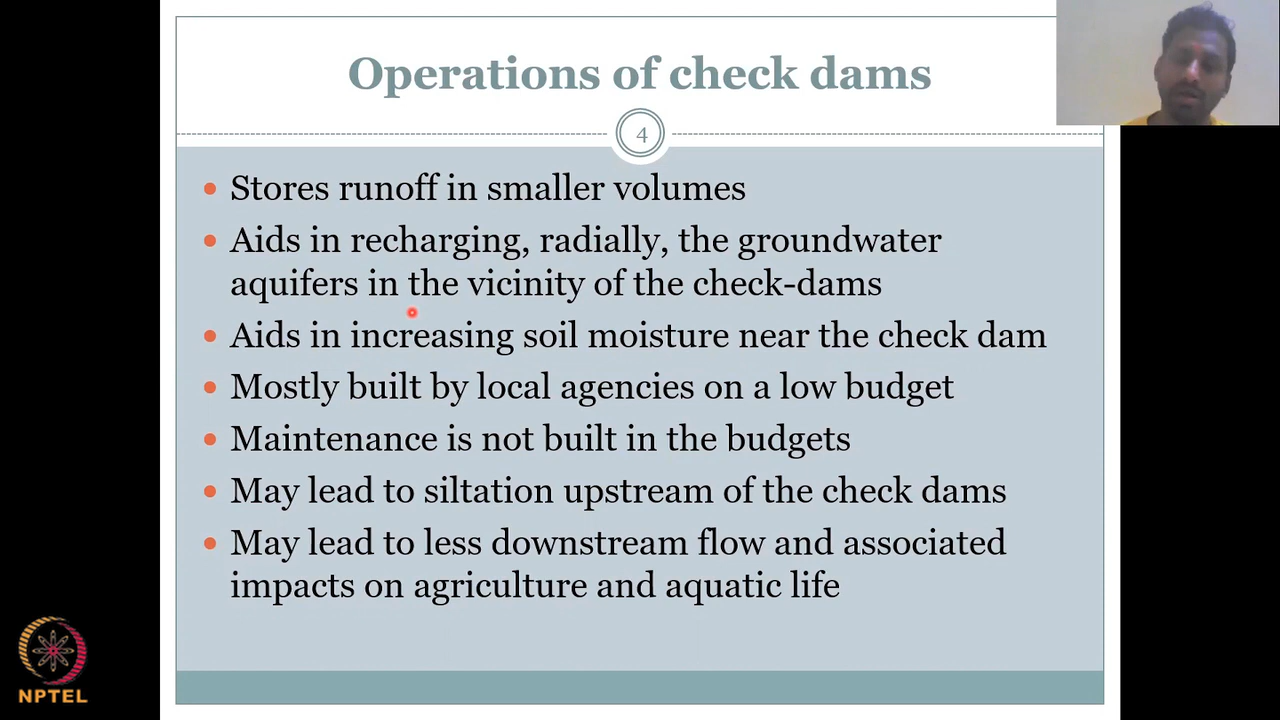 Operations of check dams
4
Stores runoff in smaller volumes
Aids in recharging, radially, the groundwater
aquifers in the vicinity of the check-dams
Aids in increasing soil moisture near the check dam
Mostly built by local agencies on a low budget
Maintenance is not built in the budgets
May lead to siltation upstream of the check dams
May lead to less downstream flow and associated
impacts on agriculture and aquatic life
NPTEL